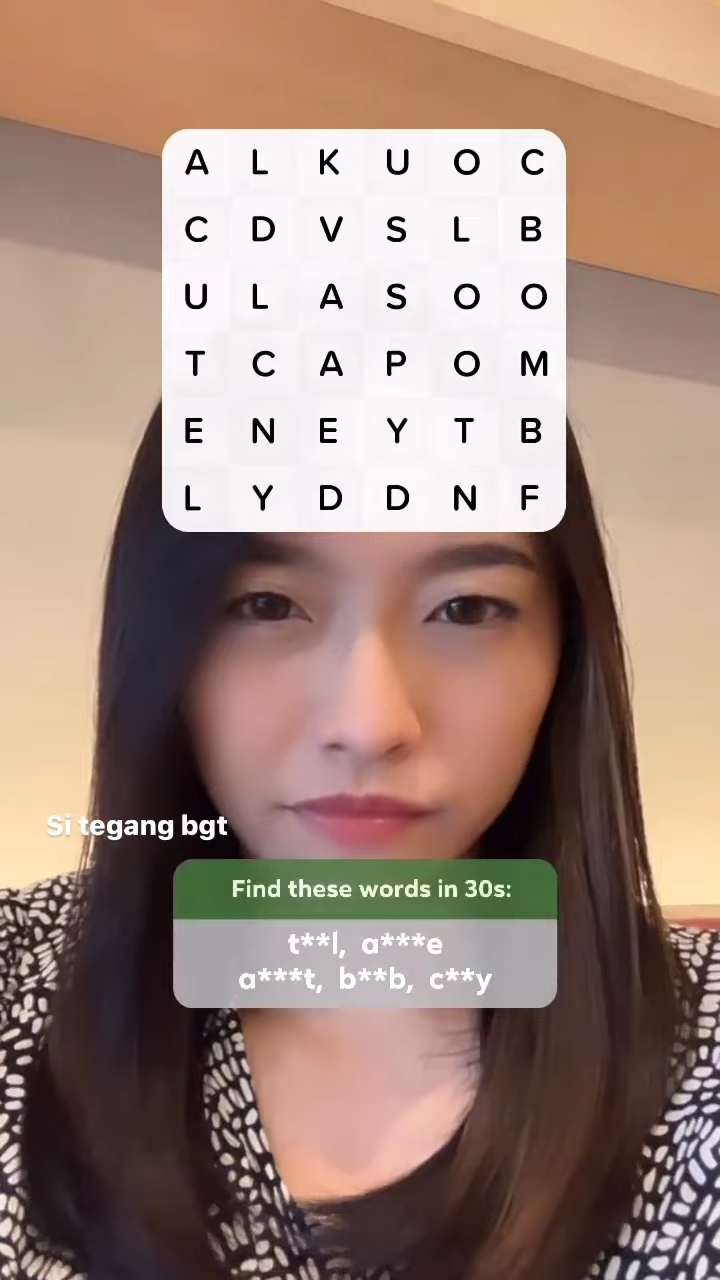 A L K U O C
C D V S L B
U L A S O O
T C A P O M
E N E Y T B
L Y D D N F
Si tegang bgt
Find these words in 30s:
t**l, a***e
a***t, b**b, c**y